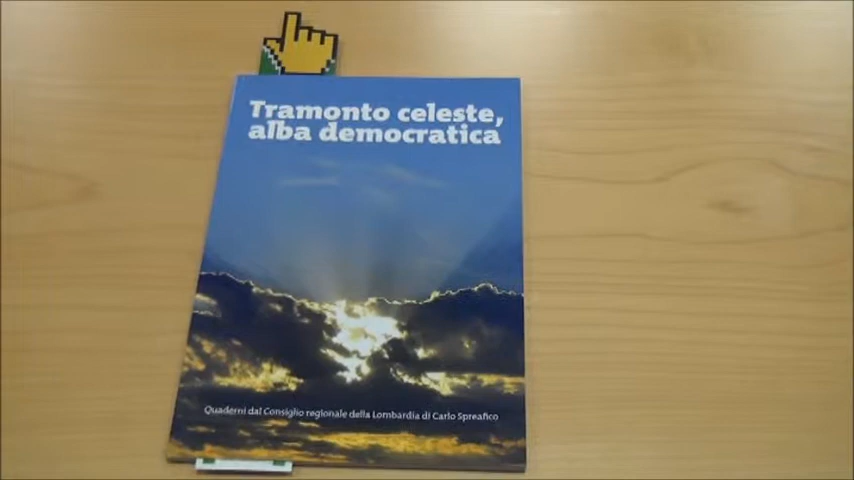 Tramonto celeste,
alba democratica
Quaderni dal Consiglio regionale della Lombardia di Carlo Spreafico